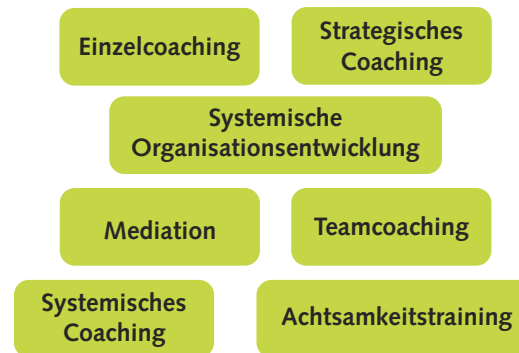 Einzelcoaching
Strategisches
Coaching
Systemische
Organisationsentwicklung
Mediation
Teamcoaching
Systemisches
Coaching
Achtsamkeitstraining